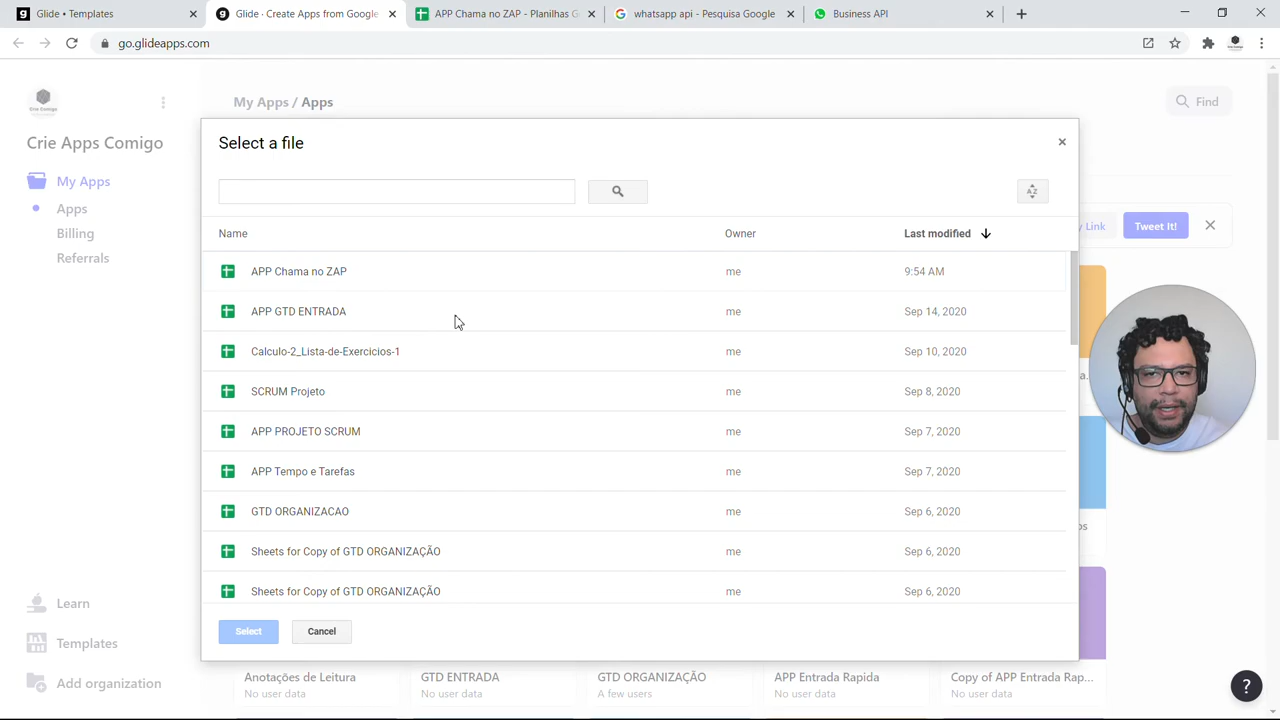 Glide • Templates
Glide · Create Apps from Google
APP Chama no ZAP - Planilhas G
whatsapp api - Pesquisa Google
Business API
go.glideapps.com
Crie Comigo
Crie Apps Comigo
My Apps
Apps
Billing
Referrals
Learn
Templates
Add organization
My Apps / Apps
Find
Select a file
Name
Owner
Last modified
y Link
Tweet It!
APP Chama no ZAP me 9:54 AM
APP GTD ENTRADA me Sep 14, 2020
Calculo-2_Lista-de-Exercicios-1 me Sep 10, 2020
SCRUM Projeto me Sep 8, 2020
APP PROJETO SCRUM me Sep 7, 2020
APP Tempo e Tarefas me Sep 7, 2020
GTD ORGANIZACAO me Sep 6, 2020
Sheets for Copy of GTD ORGANIZAÇÃO me Sep 6, 2020
Sheets for Copy of GTD ORGANIZAÇÃO me Sep 6, 2020
Select
Cancel
a.
os
Anotações de Leitura
No user data
GTD ENTRADA
No user data
GTD ORGANIZAÇÃO
A few users
APP Entrada Rapida
No user data
Copy of APP Entrada Rap...
No user data
?